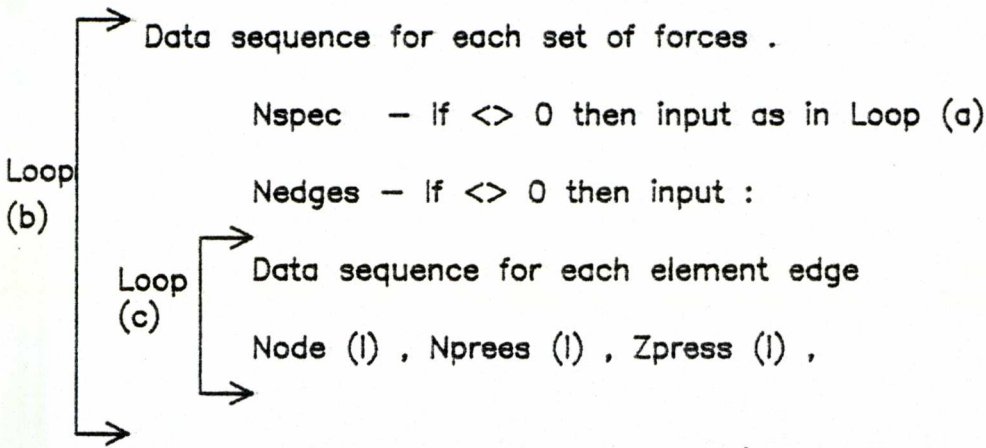 Data sequence for each set of forces .
Nspec – If <> 0 then input as in Loop (a)
Loop
(b)
Nedges – If <> 0 then input :
Loop
(c)
Data sequence for each element edge
Node (I) , Nprees (I) , Zpress (I) ,